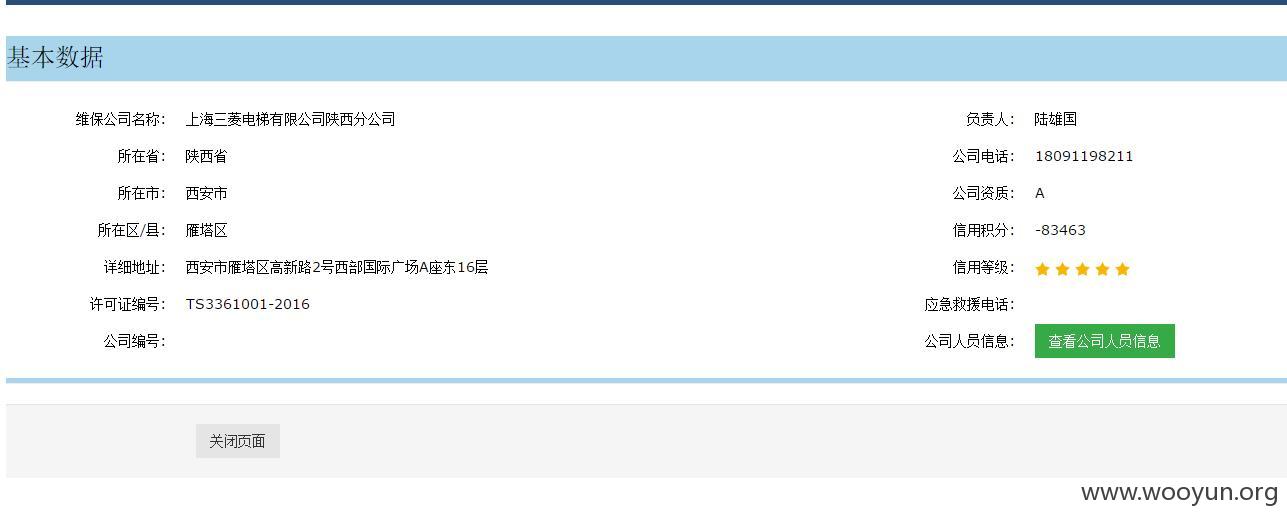 基本数据
维保公司名称： 上海三菱电梯有限公司陕西分公司 负责人： 陆雄国
所在省： 陕西省 公司电话： 18091198211
所在市： 西安市 公司资质： A
所在区/县： 雁塔区 信用积分： -83463
详细地址： 西安市雁塔区高新路2号西部国际广场A座东16层 信用等级：
许可证编号： TS3361001-2016 应急救援电话：
公司编号： 公司人员信息： 查看公司人员信息
关闭页面
www.wooyun.org